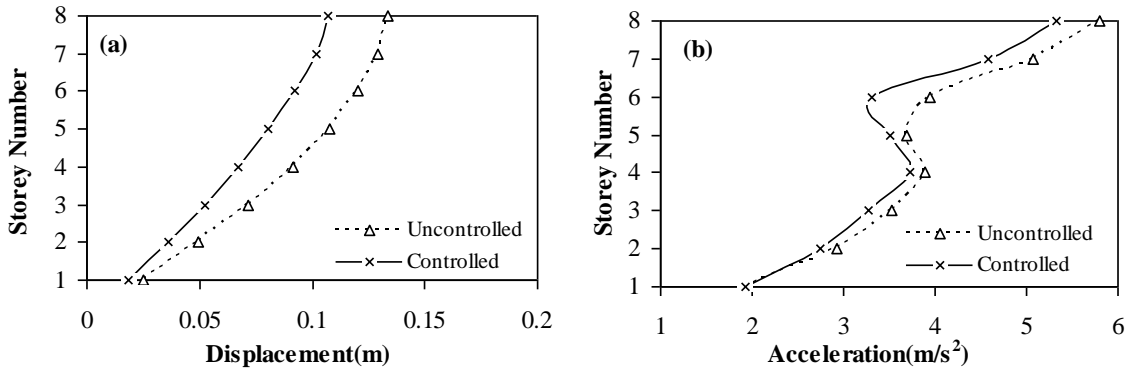 (a)
Storey Number
8
7
6
5
4
3
2
1
Uncontrolled
Controlled
0
0.05
0.1
0.15
0.2
Displacement(m)
(b)
Storey Number
8
7
6
5
4
3
2
1
Uncontrolled
Controlled
1
2
3
4
5
6
Acceleration(m/s²)